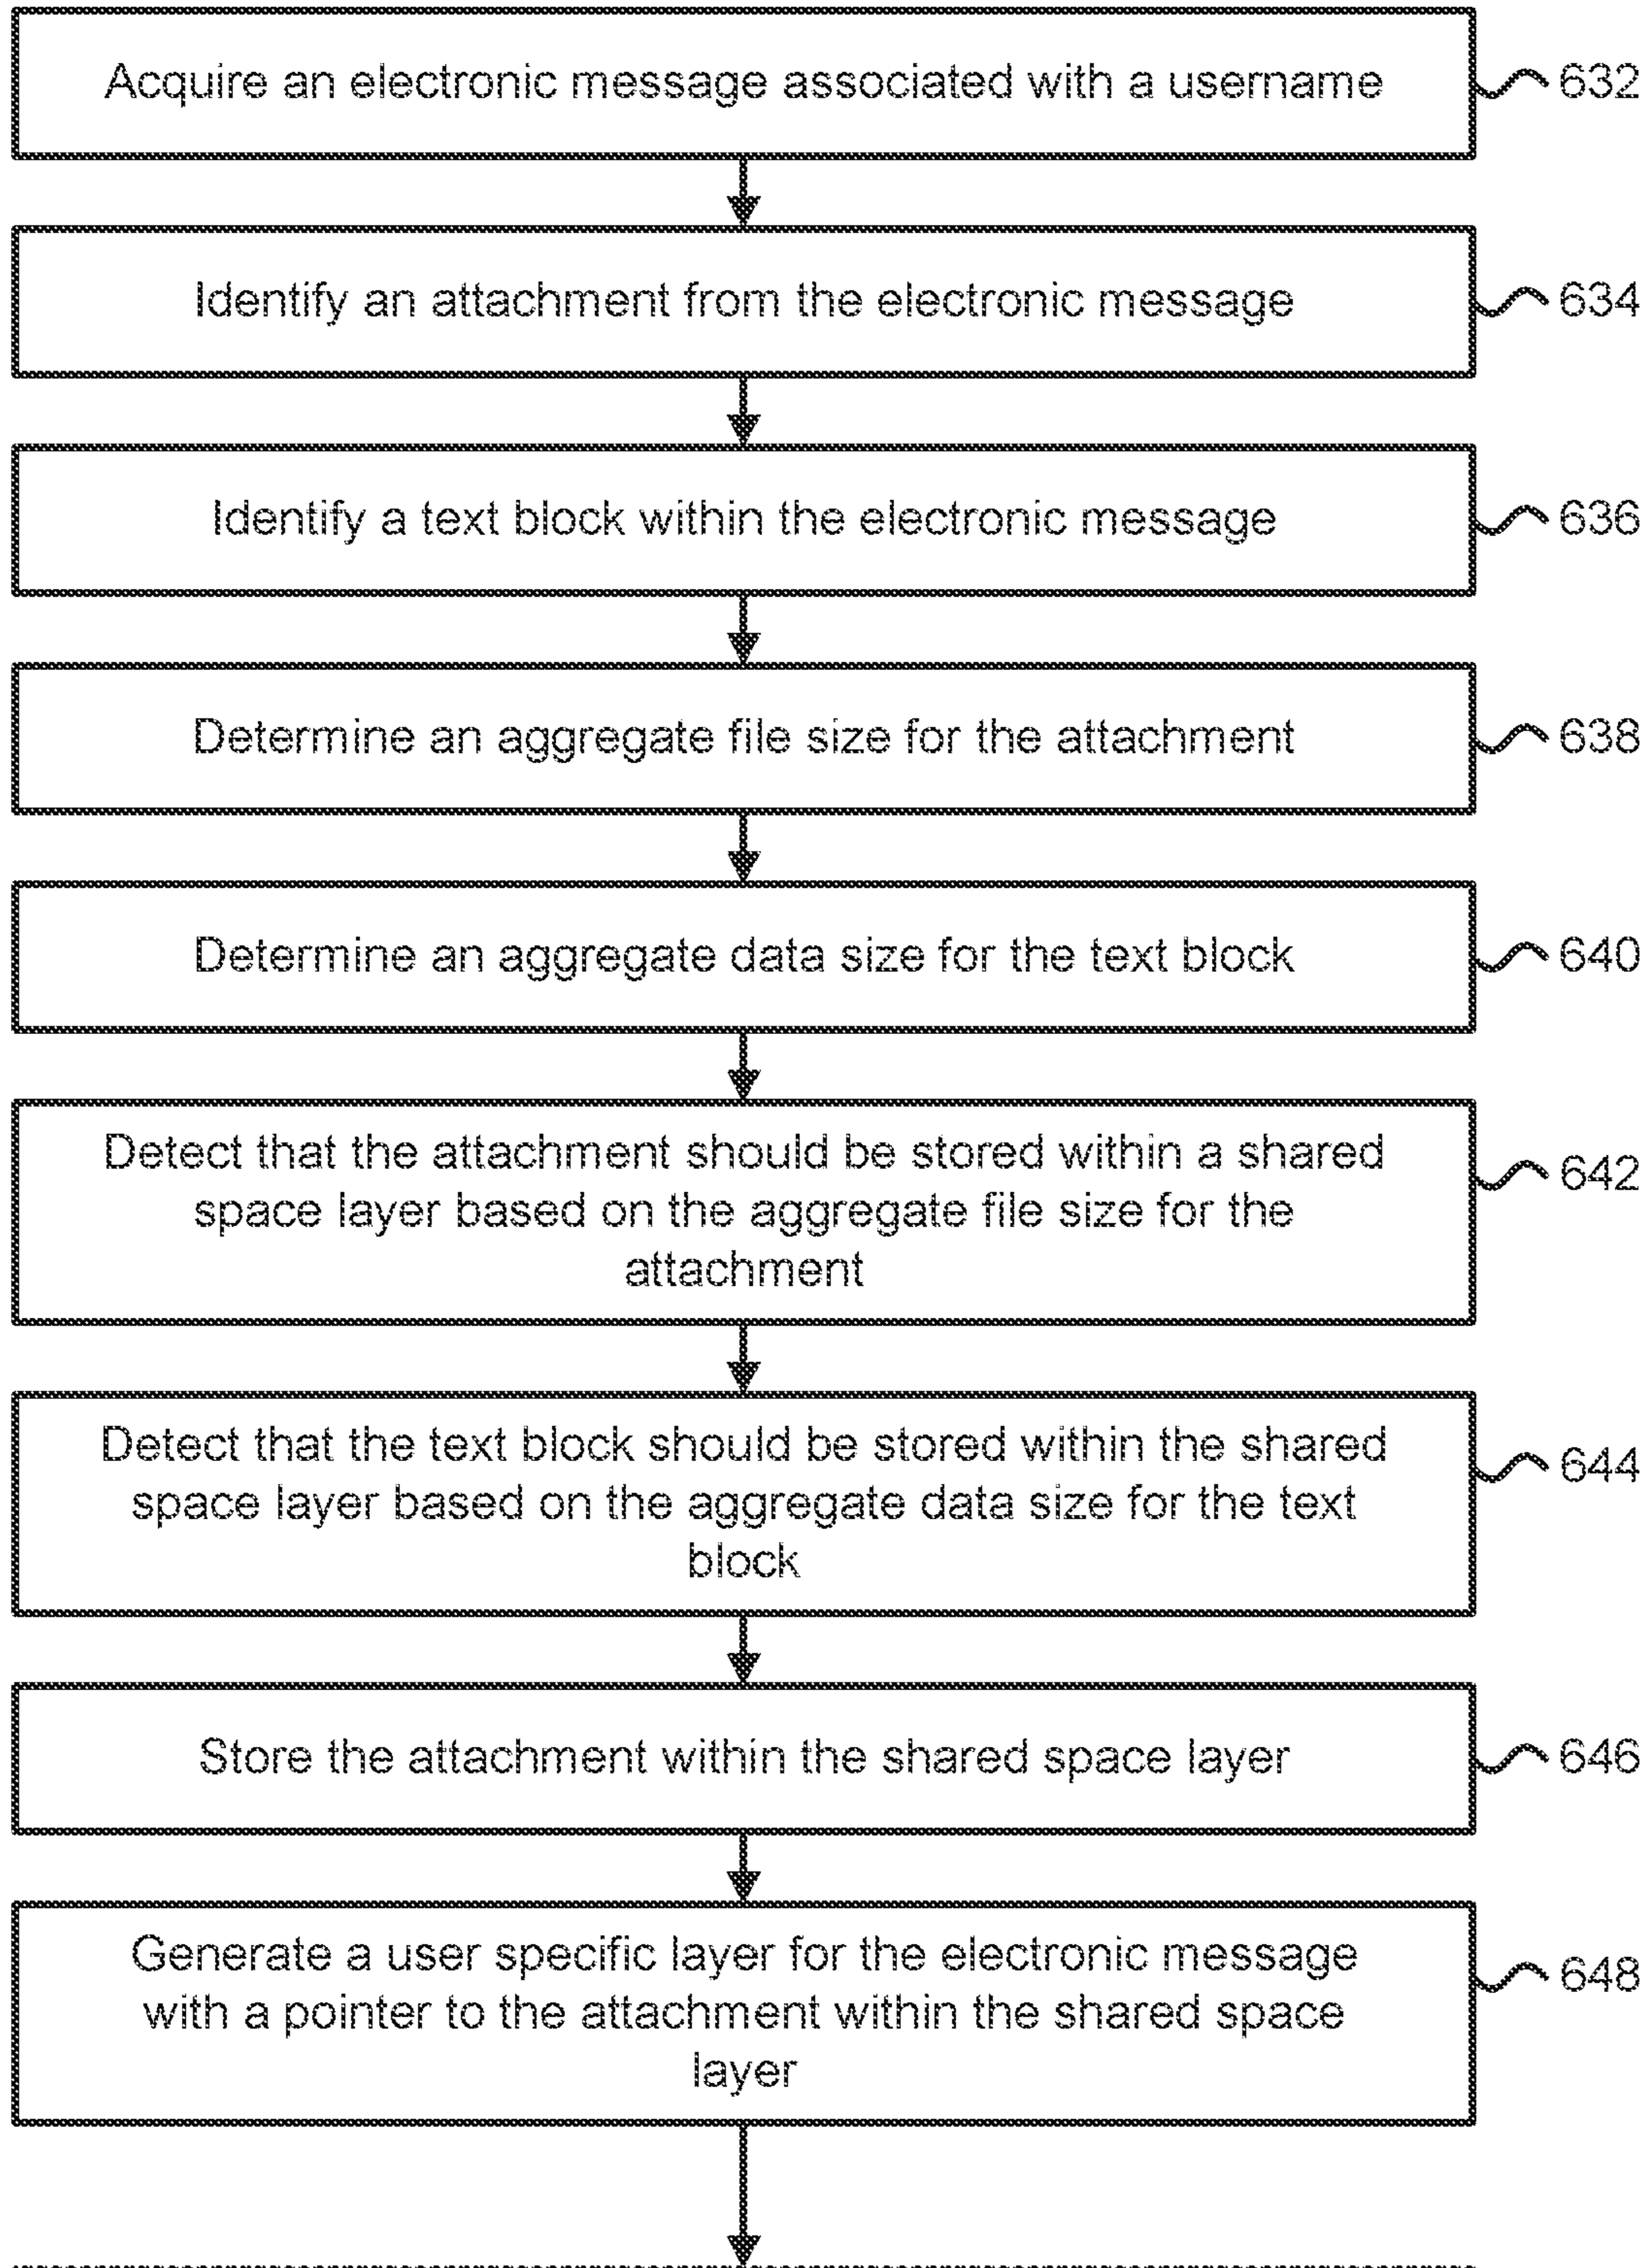 Acquire an electronic message associated with a username
632
Identify an attachment from the electronic message
634
Identify a text block within the electronic message
636
Determine an aggregate file size for the attachment
638
Determine an aggregate data size for the text block
640
Detect that the attachment should be stored within a shared
space layer based on the aggregate file size for the
attachment
642
Detect that the text block should be stored within the shared
space layer based on the aggregate data size for the text
block
644
Store the attachment within the shared space layer
646
Generate a user specific layer for the electronic message
with a pointer to the attachment within the shared space
layer
648